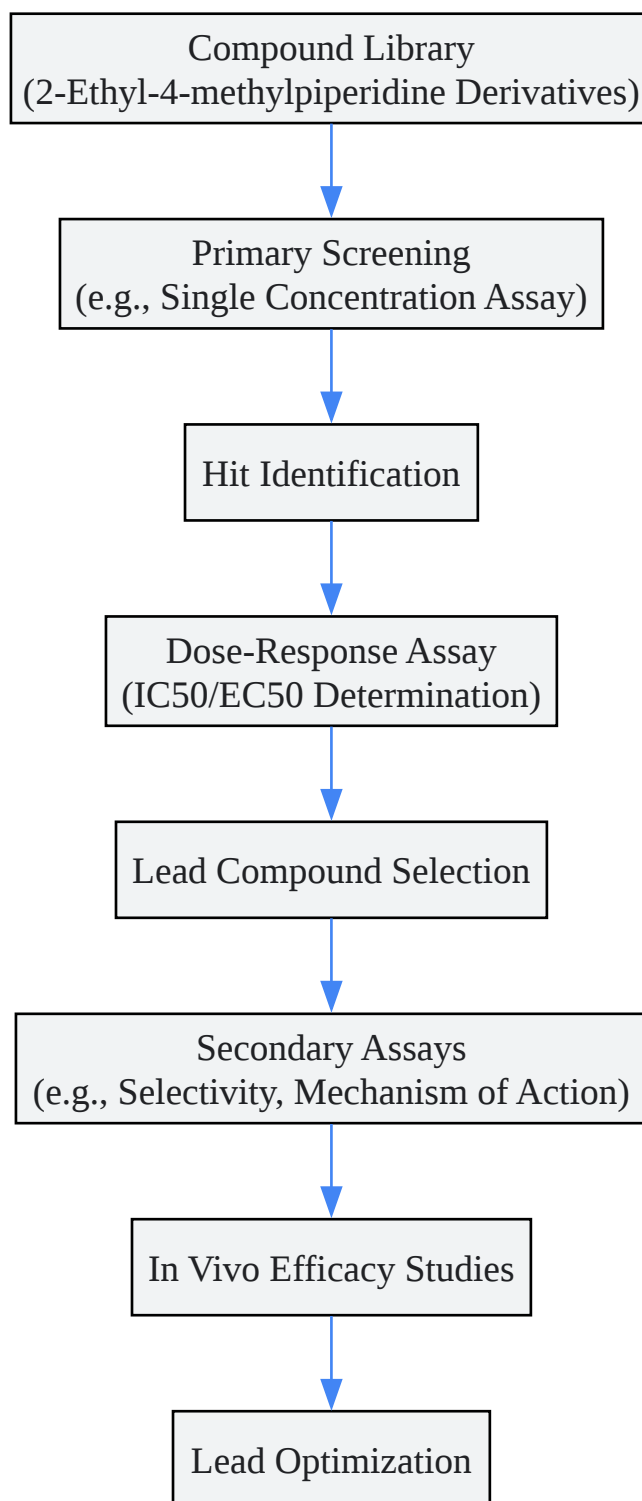 Compound Library
(2-Ethyl-4-methylpiperidine Derivatives)
Primary Screening
(e.g., Single Concentration Assay)
Hit Identification
Dose-Response Assay
(IC50/EC50 Determination)
Lead Compound Selection
Secondary Assays
(e.g., Selectivity, Mechanism of Action)
In Vivo Efficacy Studies
Lead Optimization